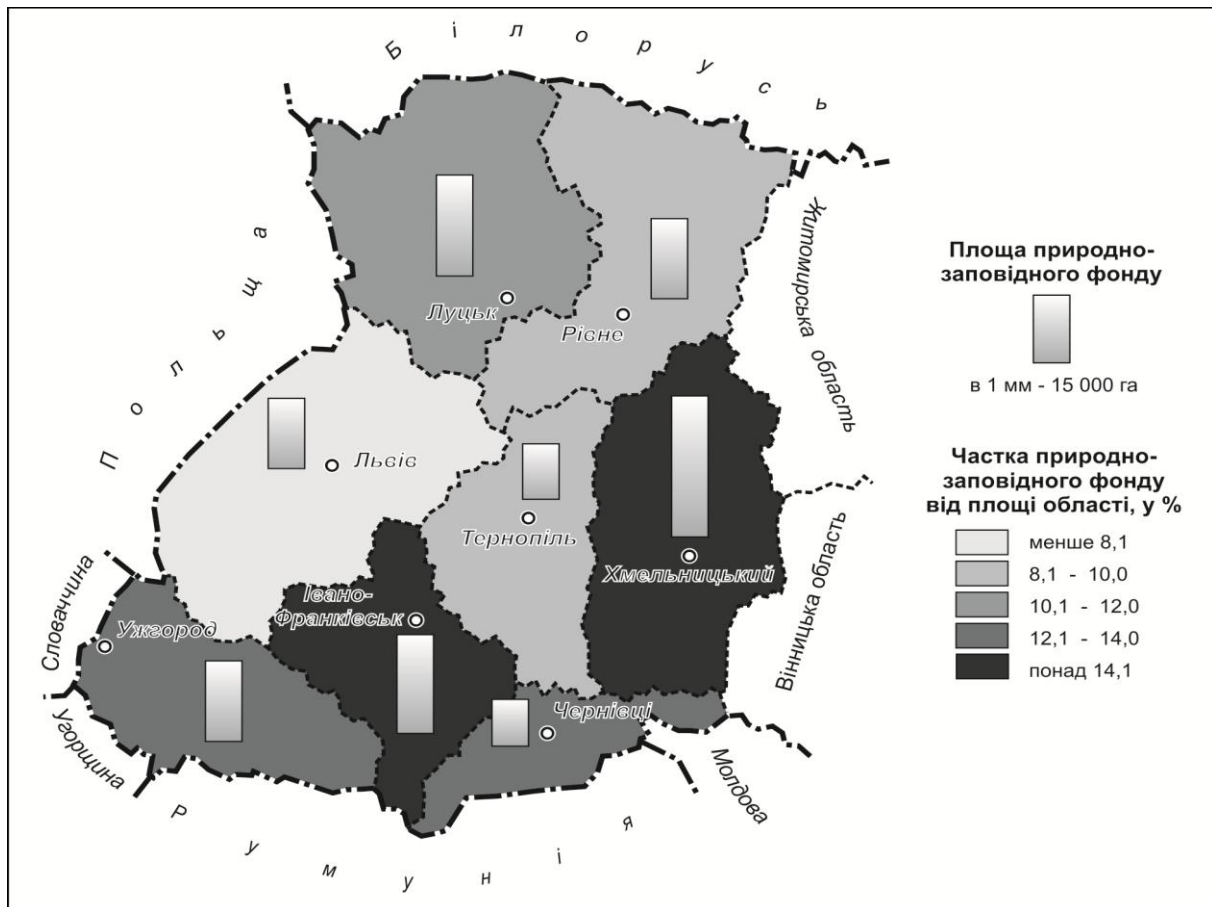 Білорусь
Польща
Житомирська область
Луцьк
Рівне
Площа природно-
заповідного фонду
в 1 мм - 15 000 га
Львів
Тернопіль
Хмельницький
Вінницька область
Частка природно-
заповідного фонду
від площі області, у %
менше 8,1
8,1 - 10,0
10,1 - 12,0
12,1 - 14,0
понад 14,1
Словаччина
Ужгород
Івано-
Франківськ
Чернівці
Угорщина
Румунія
Молдова